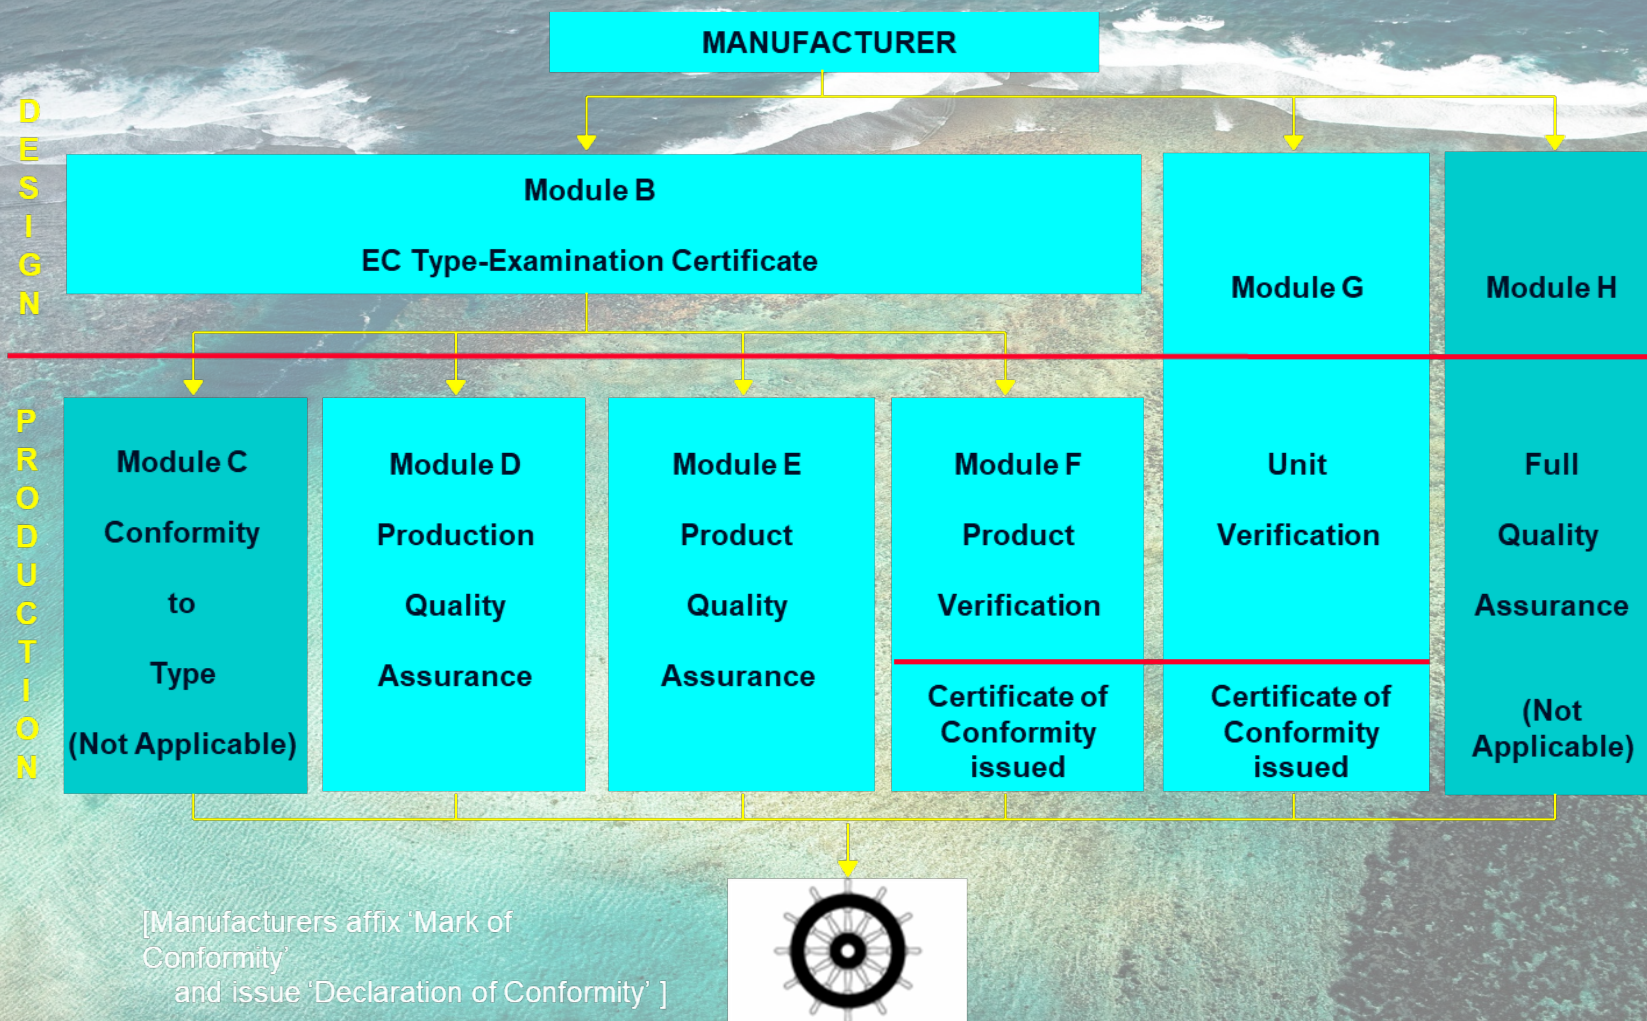 MANUFACTURER
DESIGN
Module B
EC Type-Examination Certificate
Module G
Module H
PRODUCTION
Module C
Conformity
to
Type
(Not Applicable)
Module D
Production
Quality
Assurance
Module E
Product
Quality
Assurance
Module F
Product
Verification
Certificate of
Conformity
issued
Unit
Verification
Certificate of
Conformity
issued
Full
Quality
Assurance
(Not
Applicable)
[Manufacturers affix ‘Mark of
Conformity’
and issue ‘Declaration of Conformity’ ]